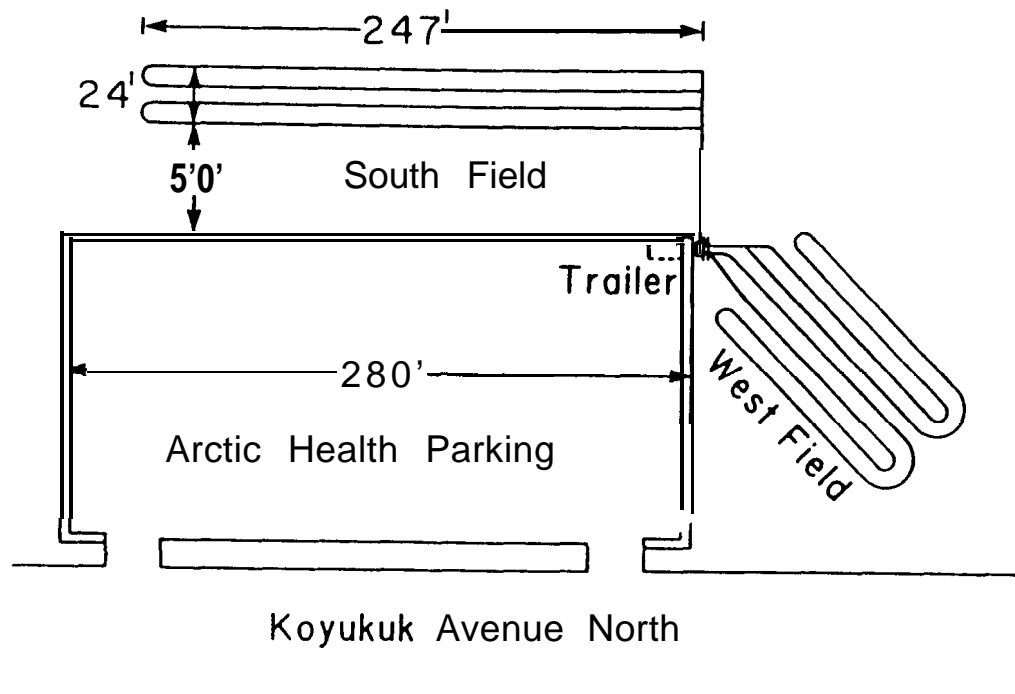 247'
24'
5'0'
South Field
Trailer
280'
West Field
Arctic Health Parking
Koyukuk Avenue North